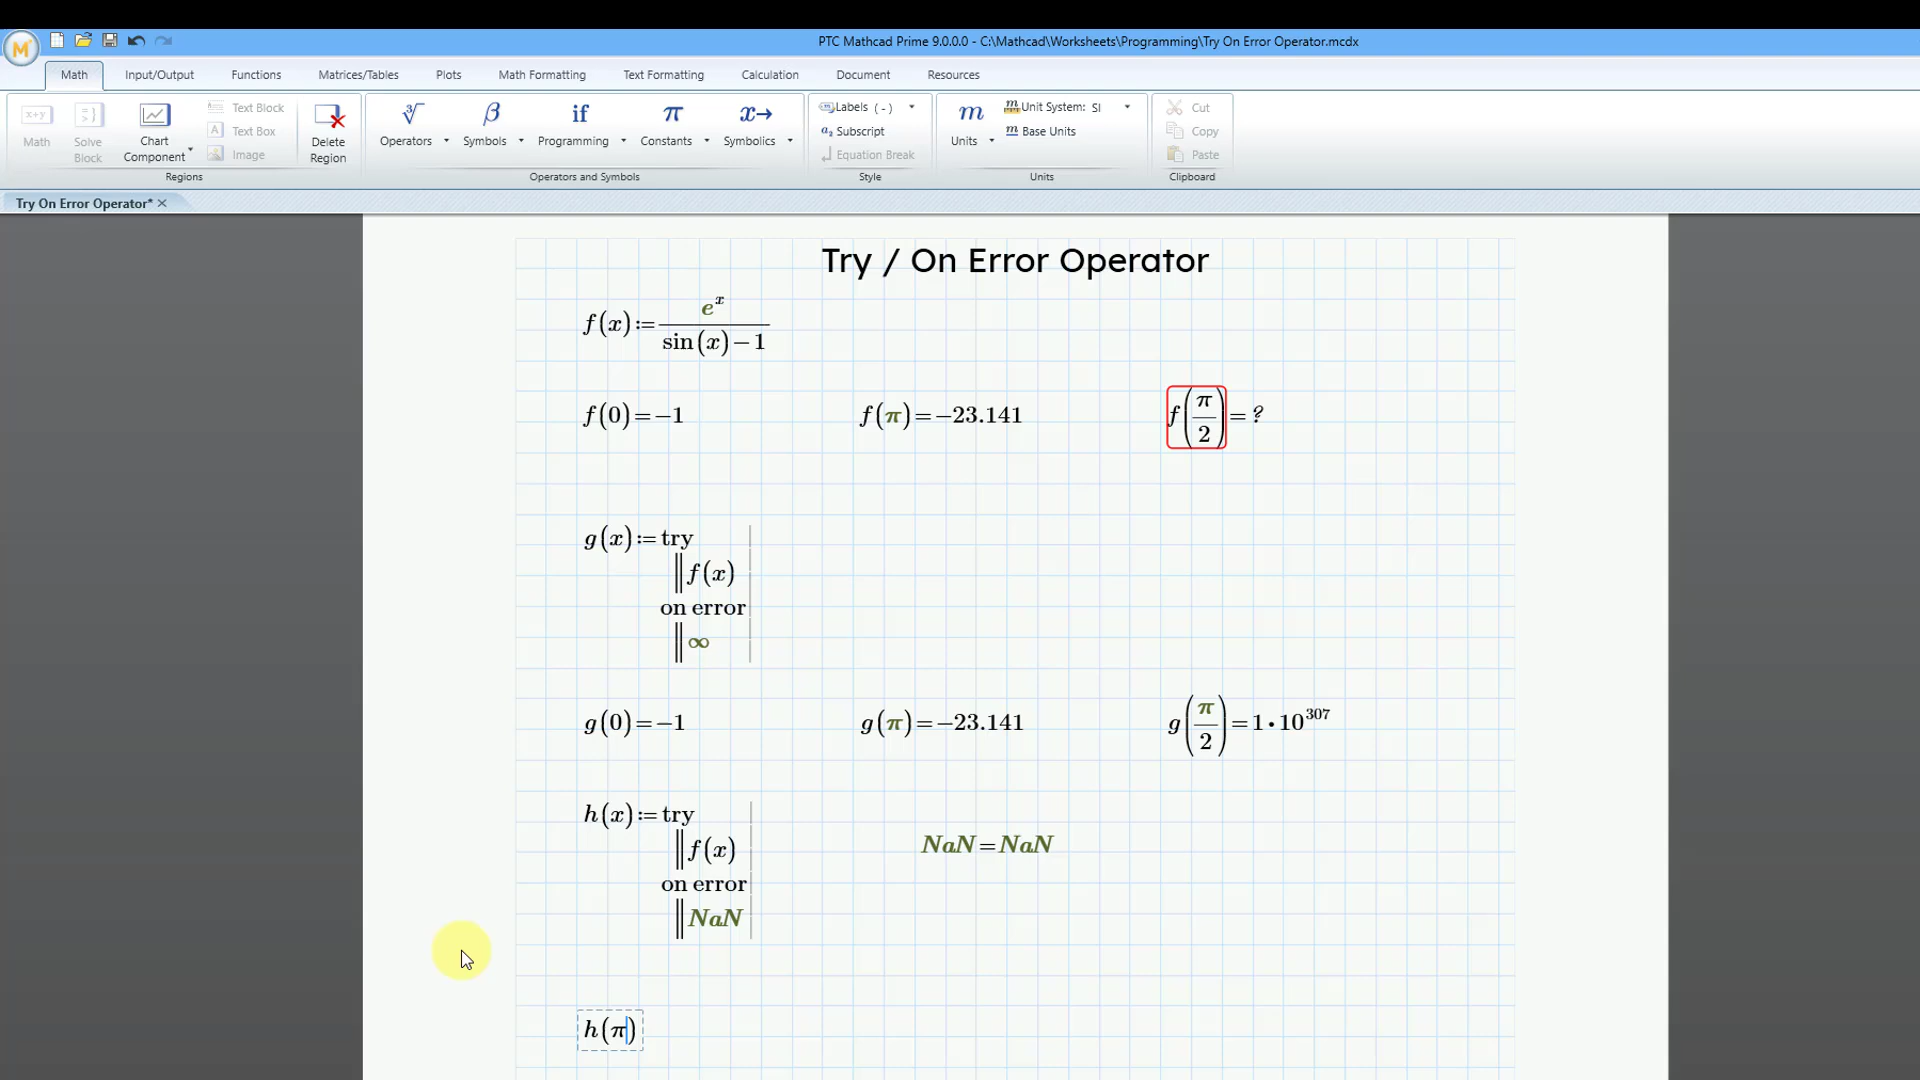 PTC Mathcad Prime 9.0.0.0 - C:\Mathcad\Worksheets\Programming\Try On Error Operator.mcdx
Math Input/Output Functions Matrices/Tables Plots Math Formatting Text Formatting Calculation Document Resources
Math
Solve Block
Chart Component
Text Block
Text Box
Image
Delete Region
Regions
Operators
Symbols
if Programming
π Constants
Symbolics
Operators and Symbols
Labels (-)
Subscript
Equation Break
Style
m Units
Unit System: SI
Base Units
Units
Cut
Copy
Paste
Clipboard
Try On Error Operator*
Try / On Error Operator
f(x):=e^x/(sin(x)−1)
f(0)=−1 f(π)=−23.141 f(π/2)=?
g(x):=try
f(x)
on error
∞
g(0)=−1 g(π)=−23.141 g(π/2)=1•10^307
h(x):=try
f(x) NaN=NaN
on error
NaN
h(π)